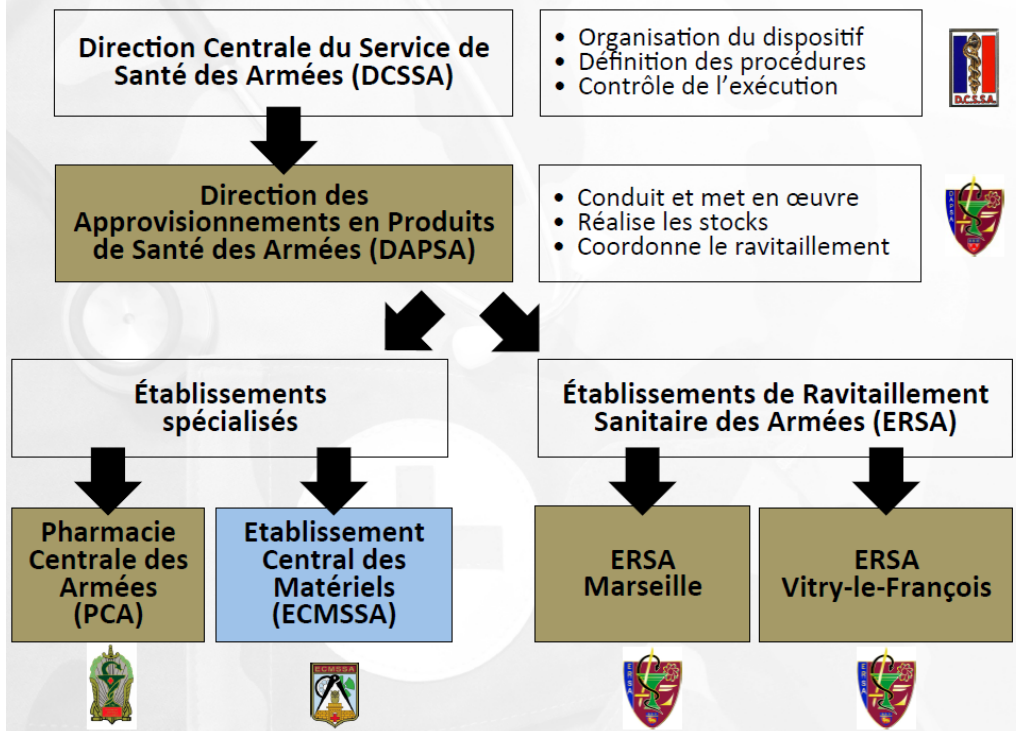 Direction Centrale du Service de
Santé des Armées (DCSSA)
• Organisation du dispositif
• Définition des procédures
• Contrôle de l'exécution
D.C.S.S.A.
Direction des
Approvisionnements en Produits
de Santé des Armées (DAPSA)
• Conduit et met en œuvre
• Réalise les stocks
• Coordonne le ravitaillement
DAPSA
Établissements
spécialisés
Établissements de Ravitaillement
Sanitaire des Armées (ERSA)
Pharmacie
Centrale des
Armées
(PCA)
Etablissement
Central des
Matériels
(ECMSSA)
ERSA
Marseille
ERSA
Vitry-le-François
ECMSSA
ERSA
ERSA